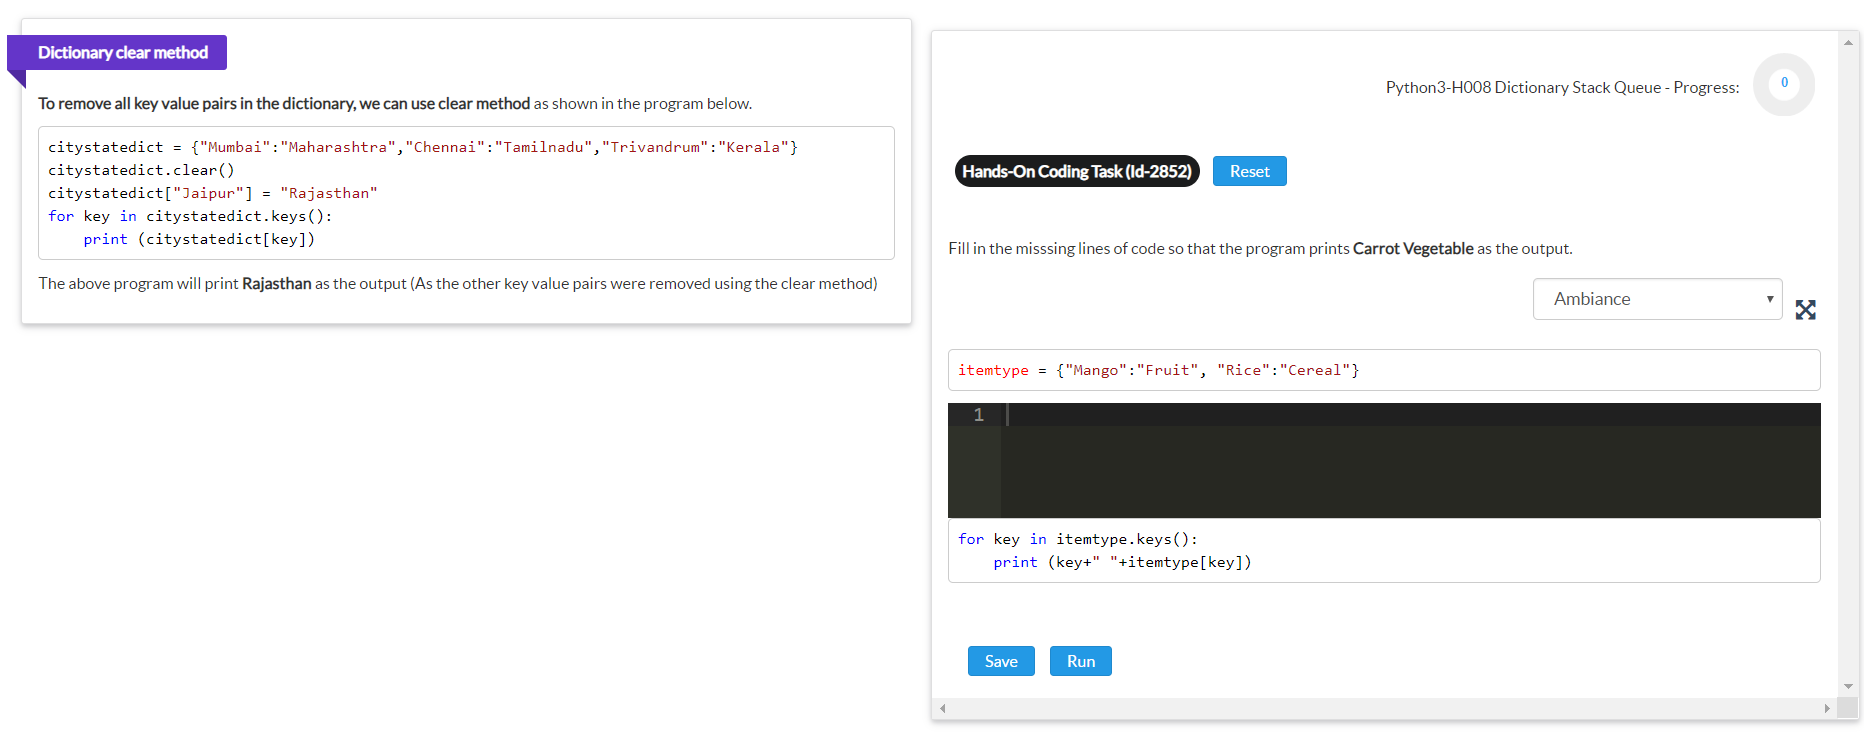 Dictionary clear method
To remove all key value pairs in the dictionary, we can use clear method as shown in the program below.
citystatedict = {"Mumbai":"Maharashtra","Chennai":"Tamilnadu","Trivandrum":"Kerala"}
citystatedict.clear()
citystatedict["Jaipur"] = "Rajasthan"
for key in citystatedict.keys():
    print (citystatedict[key])
The above program will print Rajasthan as the output (As the other key value pairs were removed using the clear method)
Python3-H008 Dictionary Stack Queue - Progress: 0
Hands-On Coding Task (Id-2852) Reset
Fill in the misssing lines of code so that the program prints Carrot Vegetable as the output.
Ambiance
itemtype = {"Mango":"Fruit", "Rice":"Cereal"}
1
for key in itemtype.keys():
    print (key+" "+itemtype[key])
Save Run